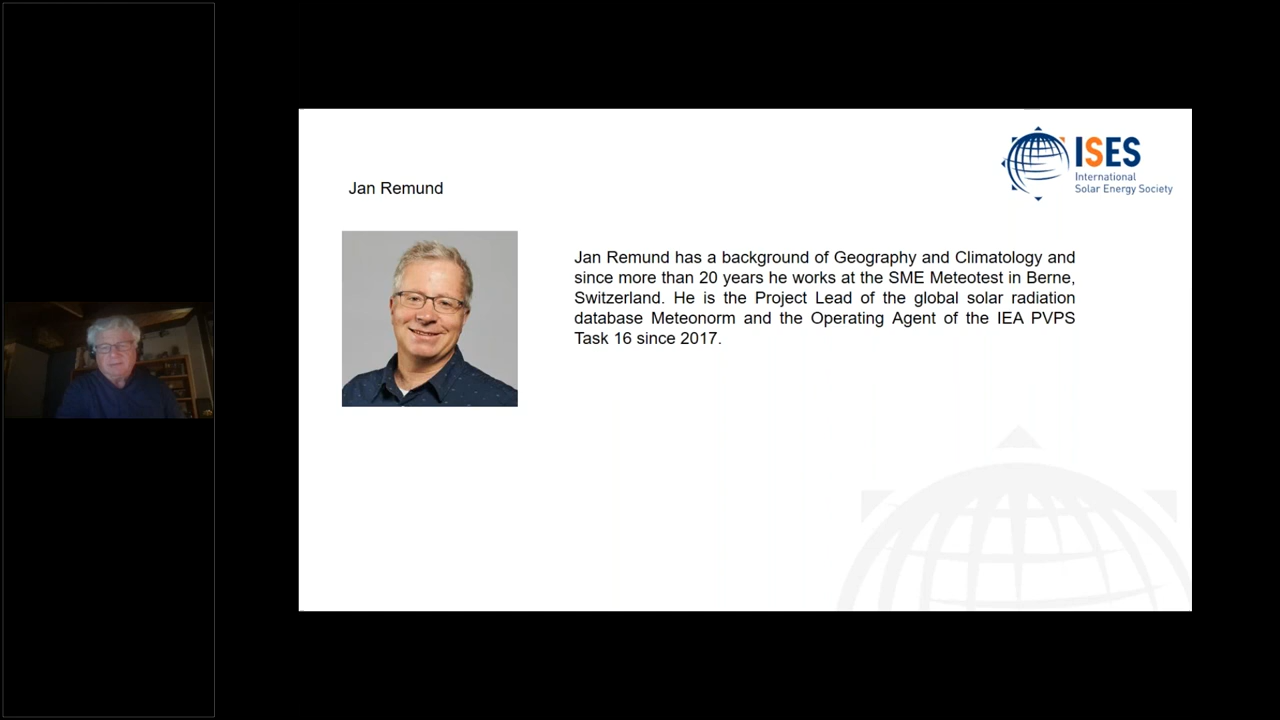 ISES
International
Solar Energy Society
Jan Remund
Jan Remund has a background of Geography and Climatology and
since more than 20 years he works at the SME Meteotest in Berne,
Switzerland. He is the Project Lead of the global solar radiation
database Meteonorm and the Operating Agent of the IEA PVPS
Task 16 since 2017.